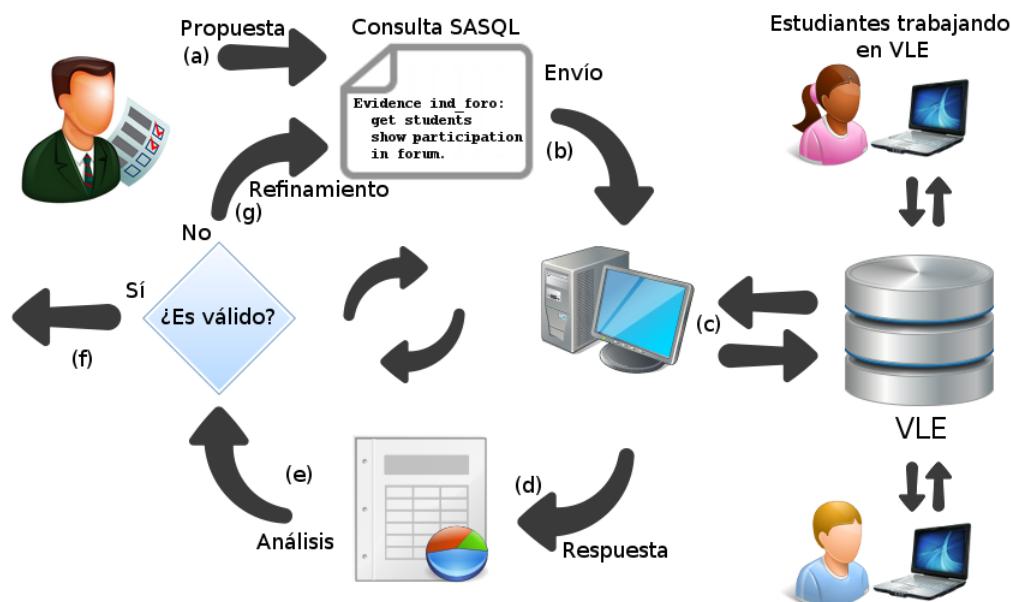 Propuesta
(a)
Consulta SASQL
Evidence ind_foro:
get students
show participation
in forum.
Envío
(b)
Estudiantes trabajando
en VLE
Refinamiento
(g)
No
Sí
¿Es válido?
(f)
(c)
VLE
(e)
Análisis
(d)
Respuesta